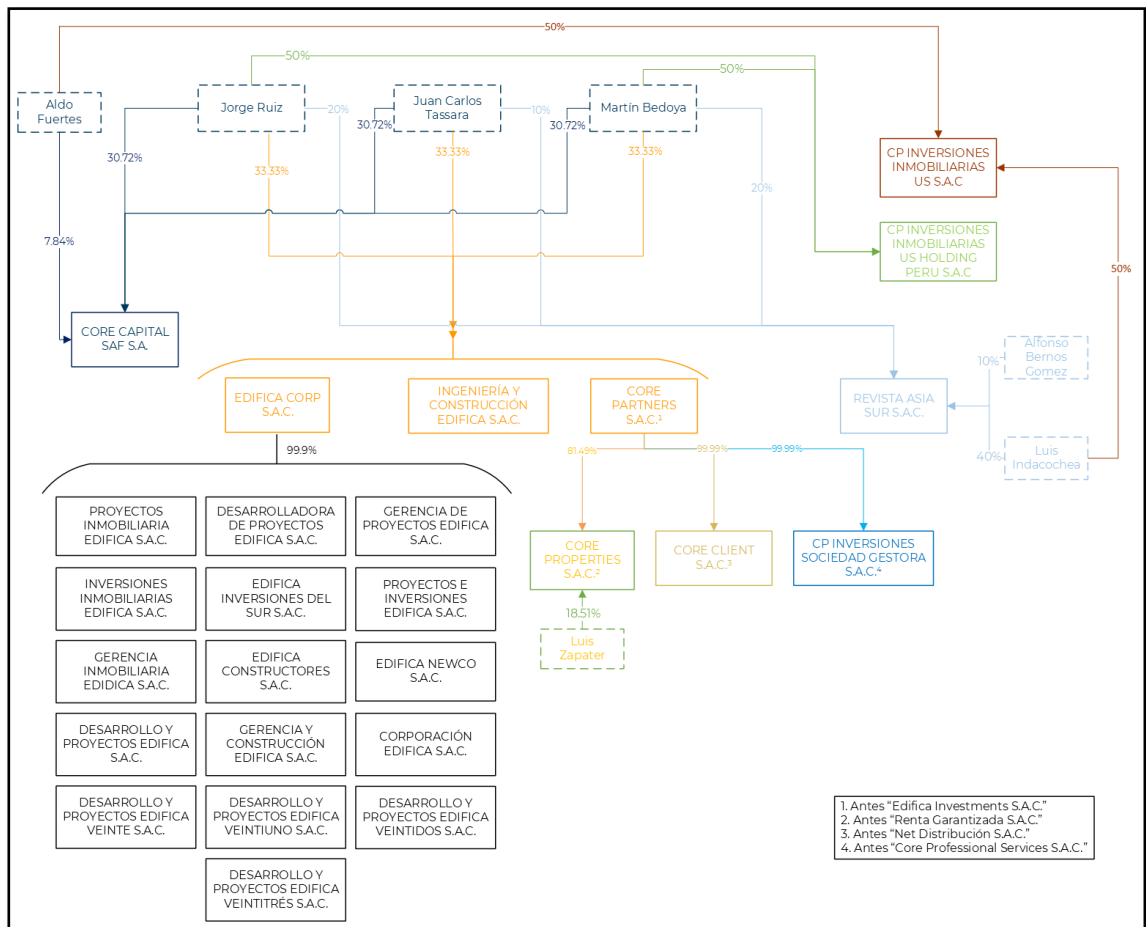 50%
50%
50%
Aldo
Fuertes
Jorge Ruiz
20%
Juan Carlos
Tassara
10%
Martín Bedoya
30.72%
30.72%
30.72%
33.33%
33.33%
33.33%
20%
7.84%
CP INVERSIONES
INMOBILIARIAS
US S.A.C
CP INVERSIONES
INMOBILIARIAS
US HOLDING
PERU S.A.C
50%
CORE CAPITAL
SAF S.A.
Alfonso
Bernos
Gomez
10%
REVISTA ASIA
SUR S.A.C.
40%
Luis
Indacochea
EDIFICA CORP
S.A.C.
INGENIERÍA Y
CONSTRUCCIÓN
EDIFICA S.A.C.
CORE
PARTNERS
S.A.C.¹
99.9%
81.49%
99.99%
99.99%
PROYECTOS
INMOBILIARIA
EDIFICA S.A.C.
DESARROLLADORA
DE PROYECTOS
EDIFICA S.A.C.
GERENCIA DE
PROYECTOS EDIFICA
S.A.C.
CORE
PROPERTIES
S.A.C.²
CORE CLIENT
S.A.C.³
CP INVERSIONES
SOCIEDAD GESTORA
S.A.C.⁴
INVERSIONES
INMOBILIARIAS
EDIFICA S.A.C.
EDIFICA
INVERSIONES DEL
SUR S.A.C.
PROYECTOS E
INVERSIONES
EDIFICA S.A.C.
18.51%
Luis
Zapater
GERENCIA
INMOBILIARIA
EDIDICA S.A.C.
EDIFICA
CONSTRUCTORES
S.A.C.
EDIFICA NEWCO
S.A.C.
DESARROLLO Y
PROYECTOS EDIFICA
S.A.C.
GERENCIA Y
CONSTRUCCIÓN
EDIFICA S.A.C.
CORPORACIÓN
EDIFICA S.A.C.
DESARROLLO Y
PROYECTOS EDIFICA
VEINTE S.A.C.
DESARROLLO Y
PROYECTOS EDIFICA
VEINTIUNO S.A.C.
DESARROLLO Y
PROYECTOS EDIFICA
VEINTIDOS S.A.C.
DESARROLLO Y
PROYECTOS EDIFICA
VEINTITRÉS S.A.C.
1. Antes “Edifica Investments S.A.C.”
2. Antes “Renta Garantizada S.A.C.”
3. Antes “Net Distribución S.A.C.”
4. Antes “Core Professional Services S.A.C.”